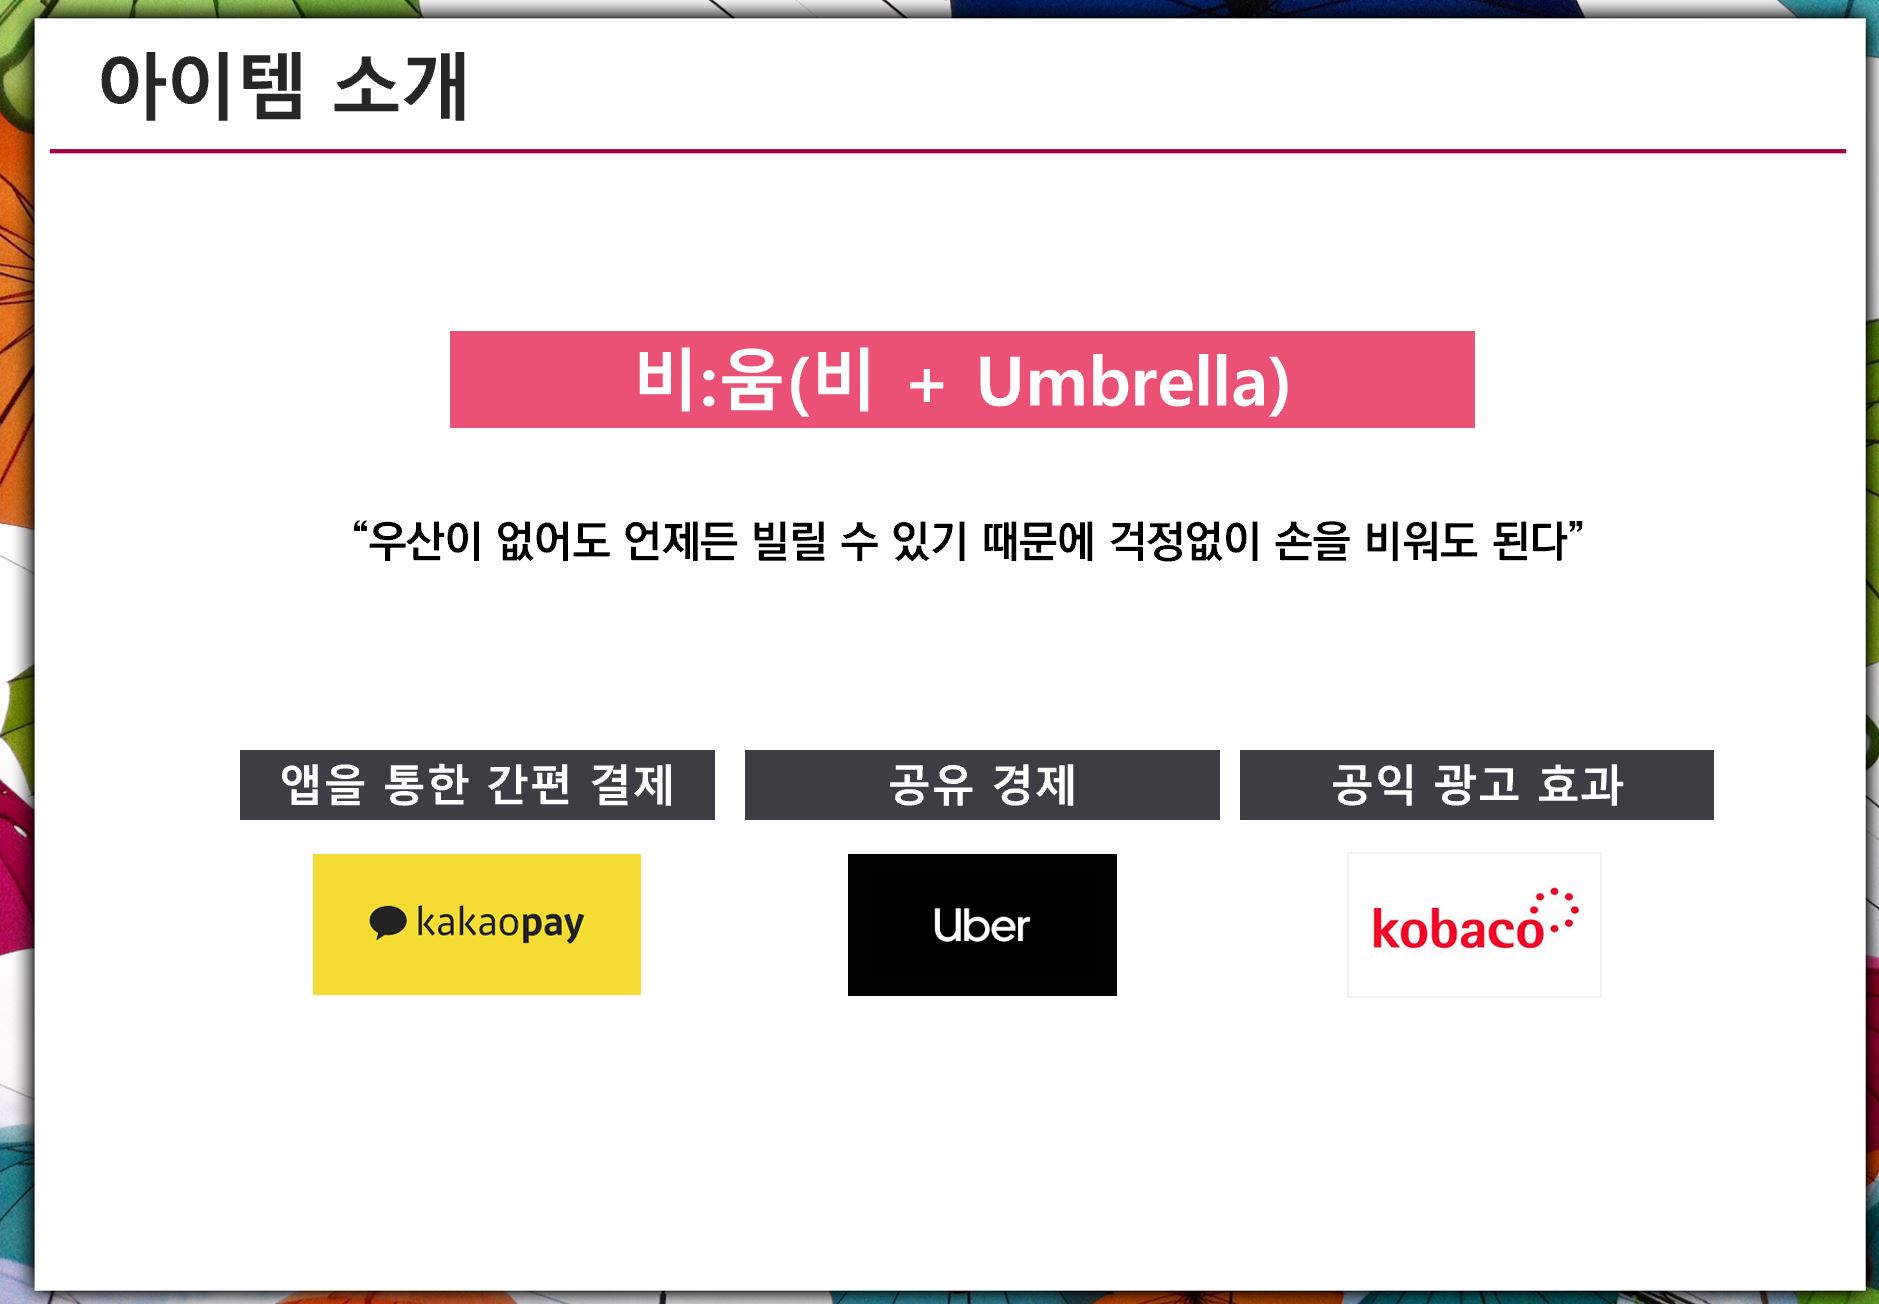 아이템 소개
비:움(비 + Umbrella)
“우산이 없어도 언제든 빌릴 수 있기 때문에 걱정없이 손을 비워도 된다”
앱을 통한 간편 결제
공유 경제
공익 광고 효과
kakaopay
Uber
kobaco